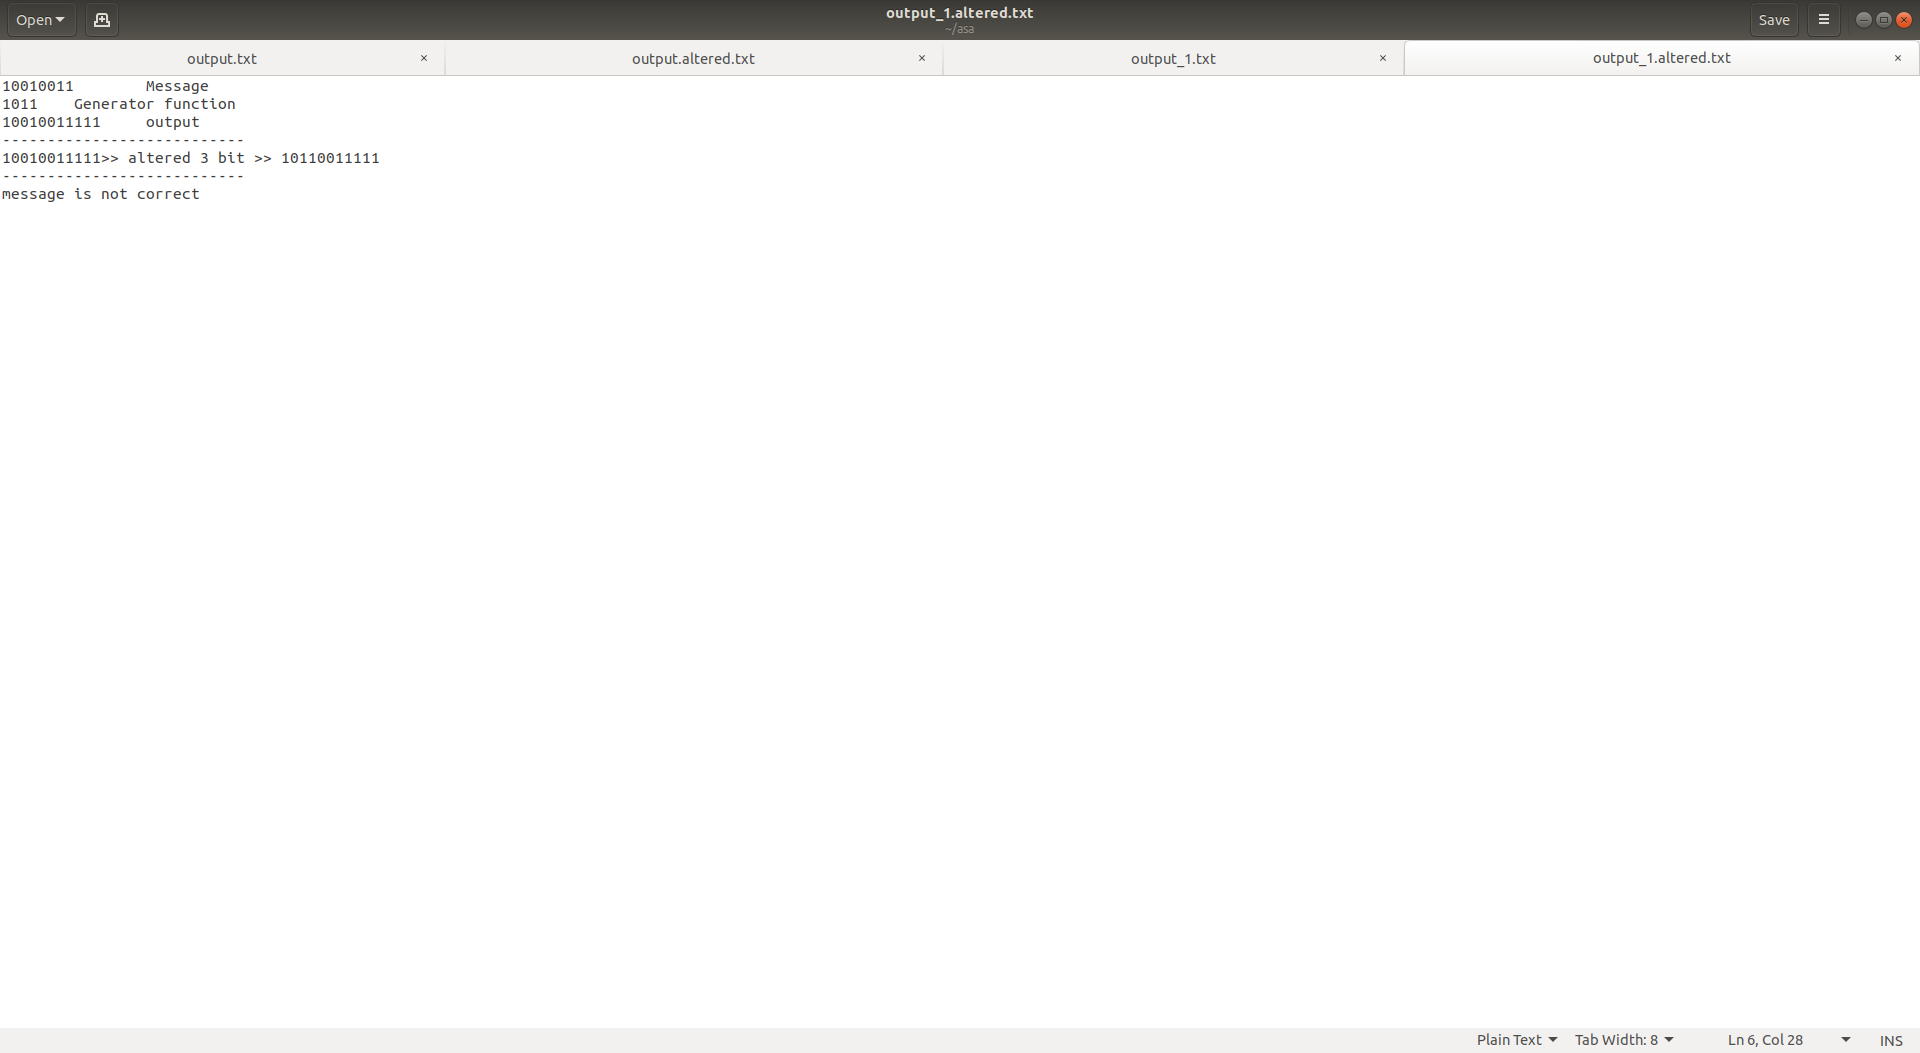 Open
output_1.altered.txt
~/asa
Save
output.txt
output.altered.txt
output_1.txt
output_1.altered.txt
10010011        Message
1011    Generator function
10010011111     output
---------------------------
10010011111>> altered 3 bit >> 10110011111
---------------------------
message is not correct
Plain Text
Tab Width: 8
Ln 6, Col 28
INS